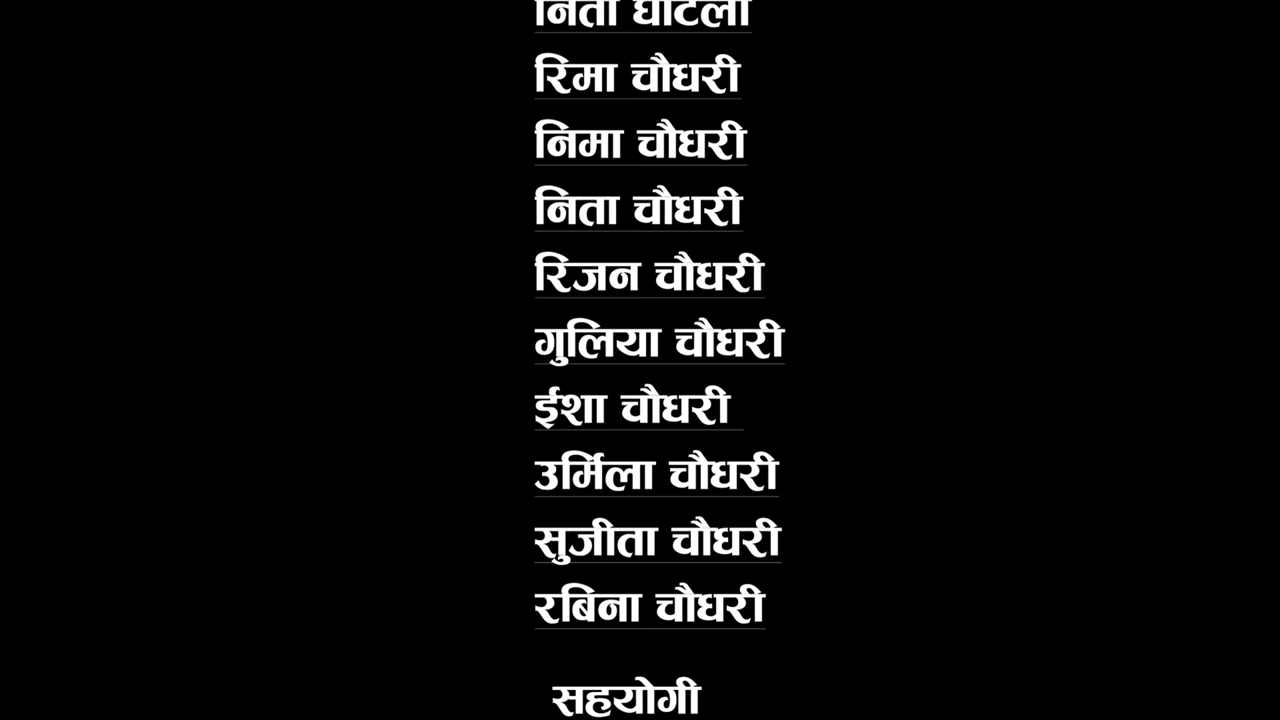 रिमा चौधरी
निमा चौधरी
निता चौधरी
रिजन चौधरी
गुलिया चौधरी
ईशा चौधरी
उर्मिला चौधरी
सुजीता चौधरी
रबिना चौधरी
सहयोगी